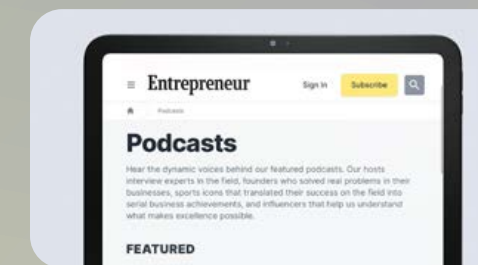 Entrepreneur
Sign In
Subscribe
Podcasts
Podcasts
Hear the dynamic voices behind our featured podcasts. Our hosts
interview experts in the field, founders who solved real problems in their
businesses, sports icons that translated their success on the field into
serial business achievements, and influencers that help us understand
what makes excellence possible.
FEATURED